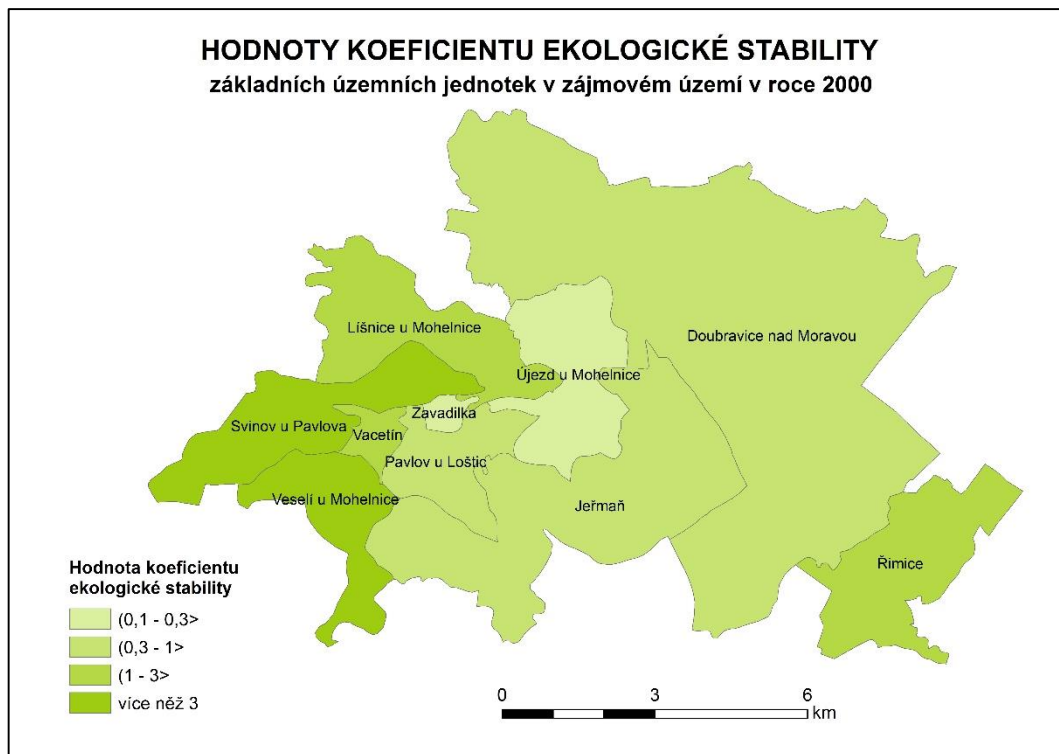 HODNOTY KOEFICIENTU EKOLOGICKÉ STABILITY
základních územních jednotek v zájmovém území v roce 2000
Líšnice u Mohelnice
Doubravice nad Moravou
Újezd u Mohelnice
Zavadilka
Svinov u Pavlova
Vacetín
Pavlov u Loštic
Veselí u Mohelnice
Jeřmaň
Římice
Hodnota koeficientu
ekologické stability
(0,1 - 0,3>
(0,3 - 1>
(1 - 3>
více něž 3
0 3 6
km